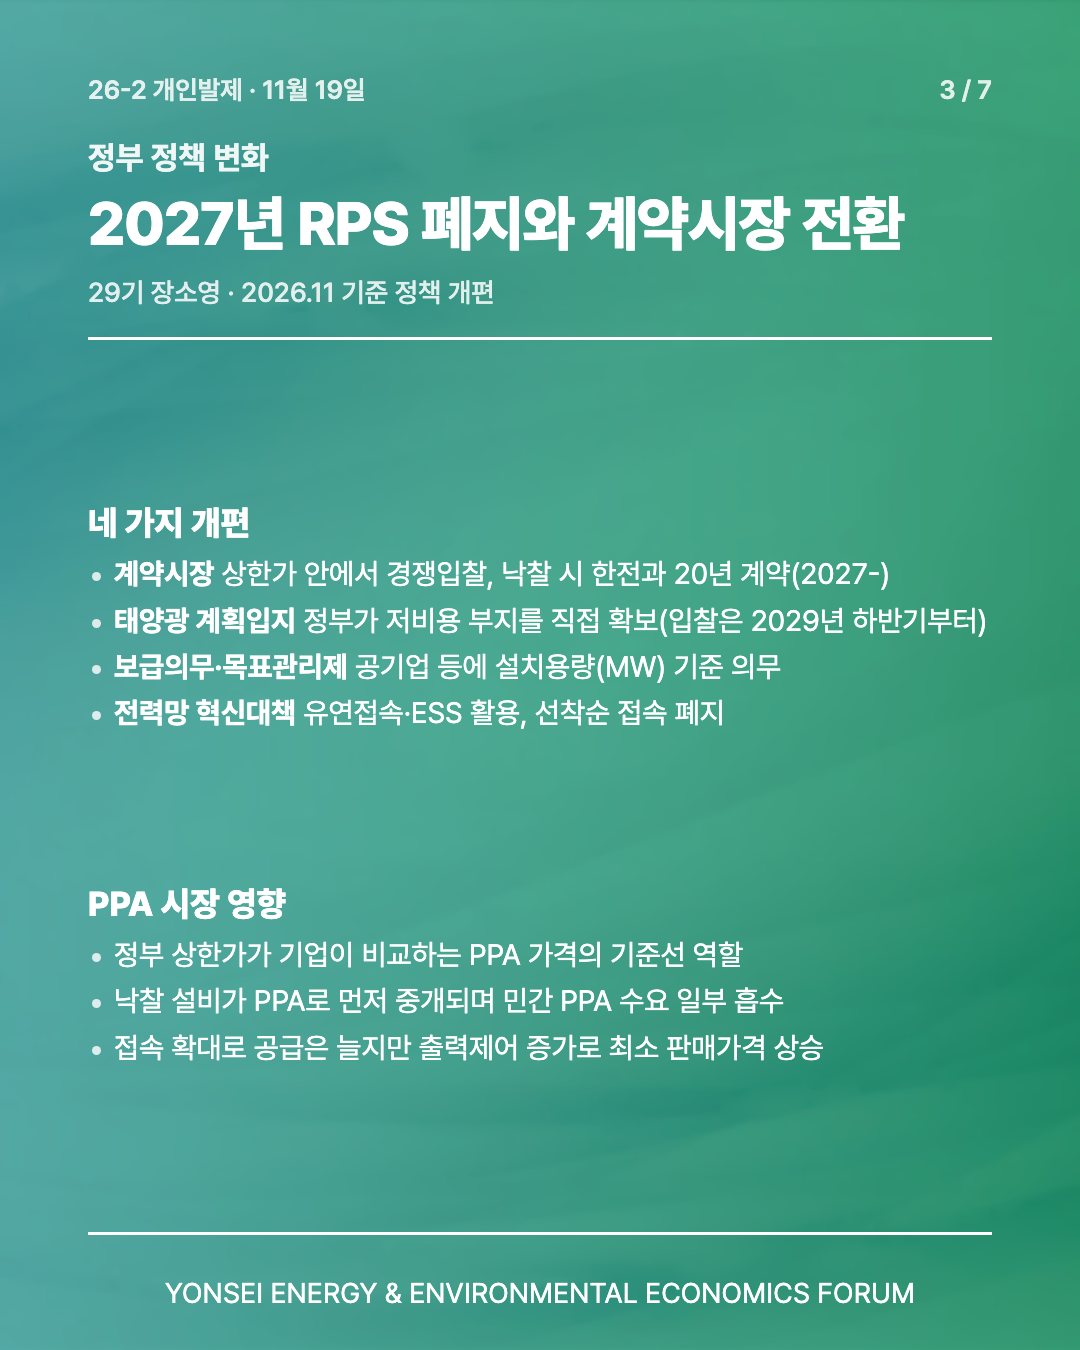 26-2 개인발제 · 11월 19일
3 / 7
정부 정책 변화
2027년 RPS 폐지와 계약시장 전환
29기 장소영 · 2026.11 기준 정책 개편
네 가지 개편
• 계약시장 상한가 안에서 경쟁입찰, 낙찰 시 한전과 20년 계약(2027-)
• 태양광 계획입지 정부가 저비용 부지를 직접 확보(입찰은 2029년 하반기부터)
• 보급의무·목표관리제 공기업 등에 설치용량(MW) 기준 의무
• 전력망 혁신대책 유연접속·ESS 활용, 선착순 접속 폐지
PPA 시장 영향
• 정부 상한가가 기업이 비교하는 PPA 가격의 기준선 역할
• 낙찰 설비가 PPA로 먼저 중개되며 민간 PPA 수요 일부 흡수
• 접속 확대로 공급은 늘지만 출력제어 증가로 최소 판매가격 상승
YONSEI ENERGY & ENVIRONMENTAL ECONOMICS FORUM